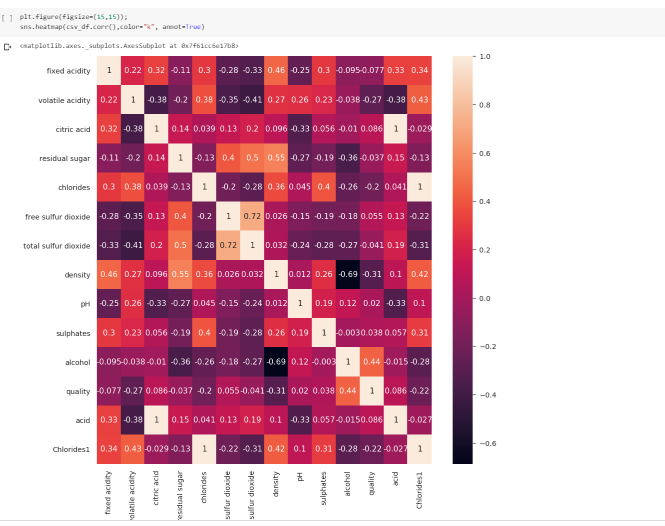 [ ] plt.figure(figsize=(15,15));
sns.heatmap(csv_df.corr(),color="k", annot=True)
<matplotlib.axes._subplots.AxesSubplot at 0x7f61cc6e17b8>
fixed acidity 1 0.22 0.32 -0.11 0.3 -0.28 -0.33 0.46 -0.25 0.3 -0.095 -0.077 0.33 0.34
volatile acidity 0.22 1 -0.38 -0.2 0.38 -0.35 -0.41 0.27 0.26 0.23 -0.038 -0.27 -0.38 0.43
citric acid 0.32 -0.38 1 0.14 0.039 0.13 0.2 0.096 -0.33 0.056 -0.01 0.086 1 -0.029
residual sugar -0.11 -0.2 0.14 1 -0.13 0.4 0.5 0.55 -0.27 -0.19 -0.36 -0.037 0.15 -0.13
chlorides 0.3 0.38 0.039 -0.13 1 -0.2 -0.28 0.36 0.045 0.4 -0.26 -0.2 0.041 1
free sulfur dioxide -0.28 -0.35 0.13 0.4 -0.2 1 0.72 0.026 -0.15 -0.19 -0.18 0.055 0.13 -0.22
total sulfur dioxide -0.33 -0.41 0.2 0.5 -0.28 0.72 1 0.032 -0.24 -0.28 -0.27 -0.041 0.19 -0.31
density 0.46 0.27 0.096 0.55 0.36 0.026 0.032 1 0.012 0.26 -0.69 -0.31 0.1 0.42
pH -0.25 0.26 -0.33 -0.27 0.045 -0.15 -0.24 0.012 1 0.19 0.12 0.02 -0.33 0.1
sulphates 0.3 0.23 0.056 -0.19 0.4 -0.19 -0.28 0.26 0.19 1 -0.003 0.038 0.057 0.31
alcohol -0.095 -0.038 -0.01 -0.36 -0.26 -0.18 -0.27 -0.69 0.12 -0.003 1 0.44 -0.015 -0.28
quality -0.077 -0.27 0.086 -0.037 -0.2 0.055 -0.041 -0.31 0.02 0.038 0.44 1 0.086 -0.22
acid 0.33 -0.38 1 0.15 0.041 0.13 0.19 0.1 -0.33 0.057 -0.015 0.086 1 -0.027
Chlorides1 0.34 0.43 -0.029 -0.13 1 -0.22 -0.31 0.42 0.1 0.31 -0.28 -0.22 -0.027 1
fixed acidity
olatile acidity
citric acid
esidual sugar
chlorides
sulfur dioxide
sulfur dioxide
density
pH
sulphates
alcohol
quality
acid
Chlorides1
1.0
0.8
0.6
0.4
0.2
0.0
−0.2
−0.4
−0.6